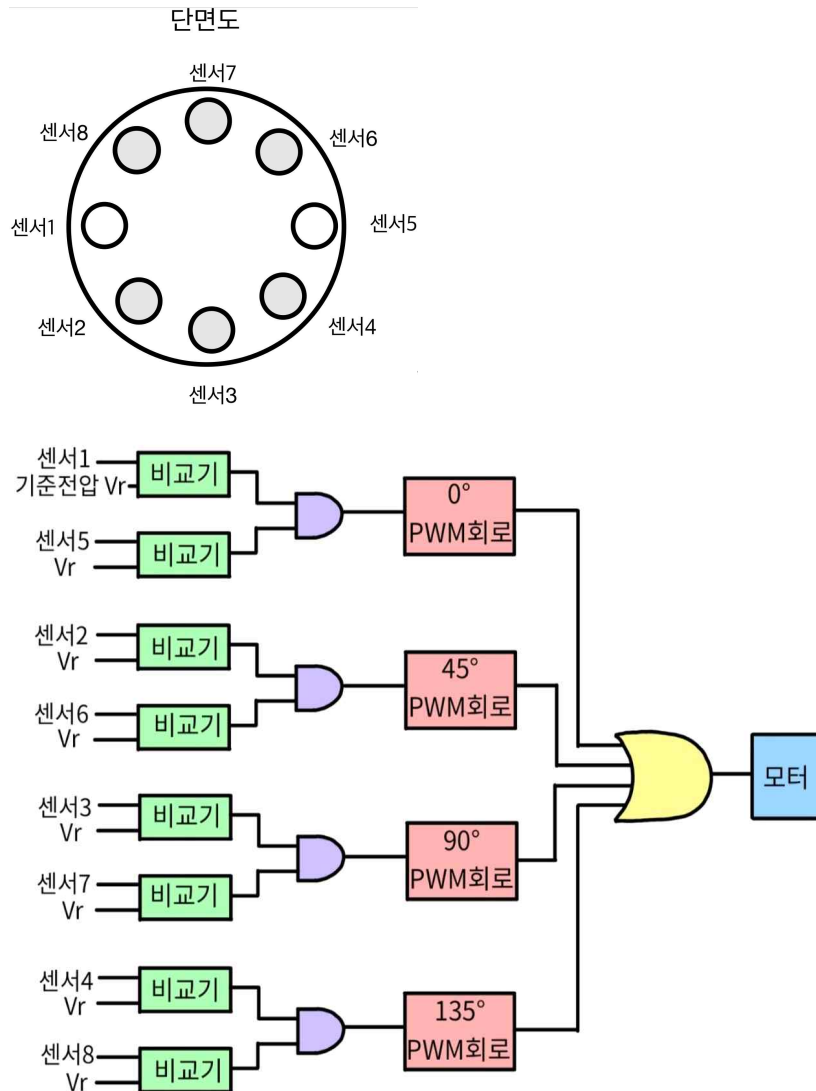 단면도
센서7
센서8
센서6
센서1
센서5
센서2
센서4
센서3
센서1
기준전압 Vr
비교기
센서5
Vr
비교기
0°
PWM회로
센서2
Vr
비교기
센서6
Vr
비교기
45°
PWM회로
센서3
Vr
비교기
센서7
Vr
비교기
90°
PWM회로
센서4
Vr
비교기
센서8
Vr
비교기
135°
PWM회로
모터